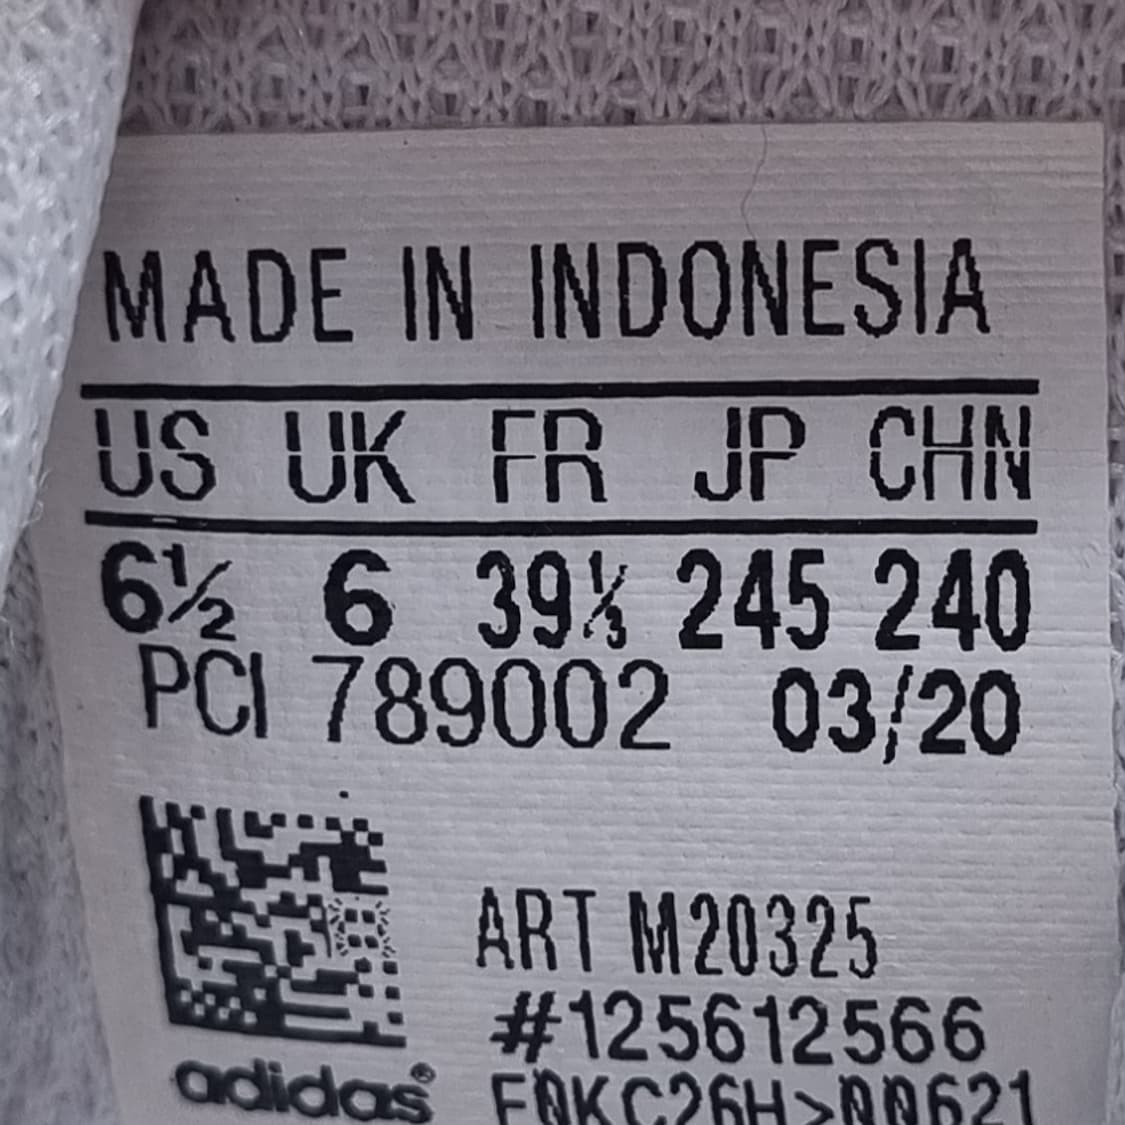 MADE IN INDONESIA
US UK FR JP CHN
6½ 6 39⅓ 245 240
PCI 789002 03/20
ART M20325
#125612566
adidas®